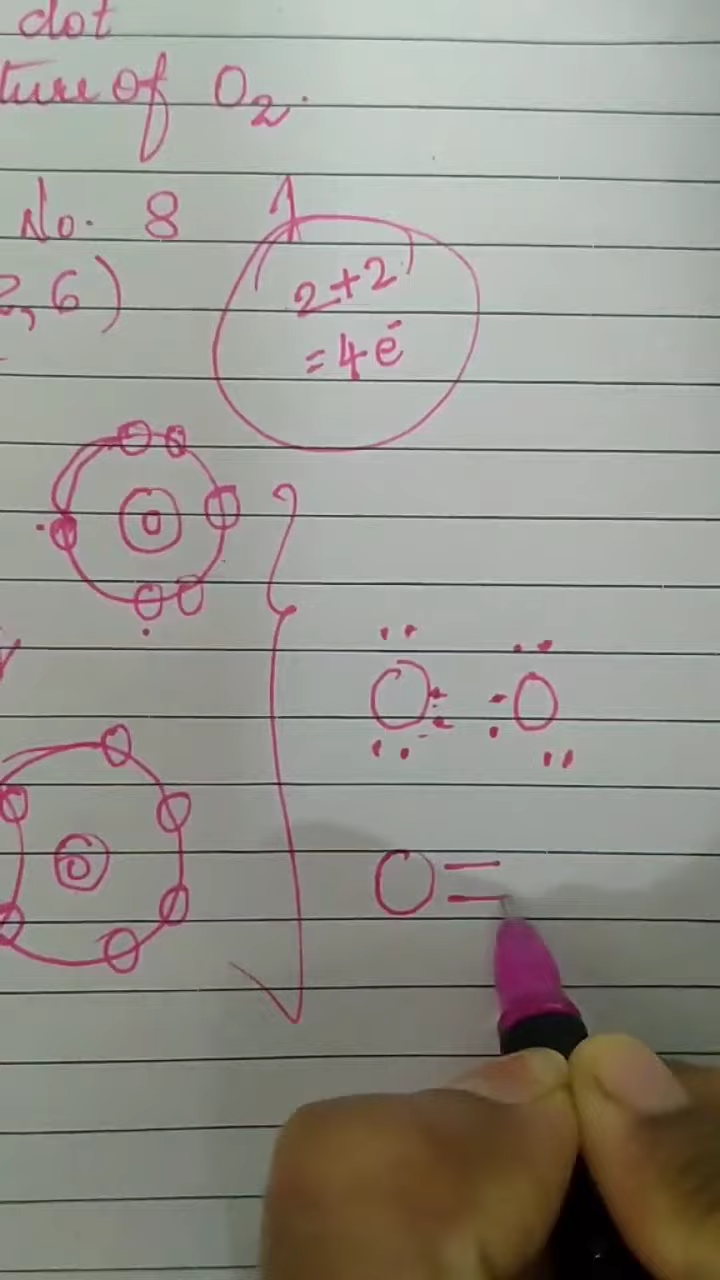 dot
ture of O₂.
No. 8
2,6)
2+2
=4e⁻
O
O
O O
O=